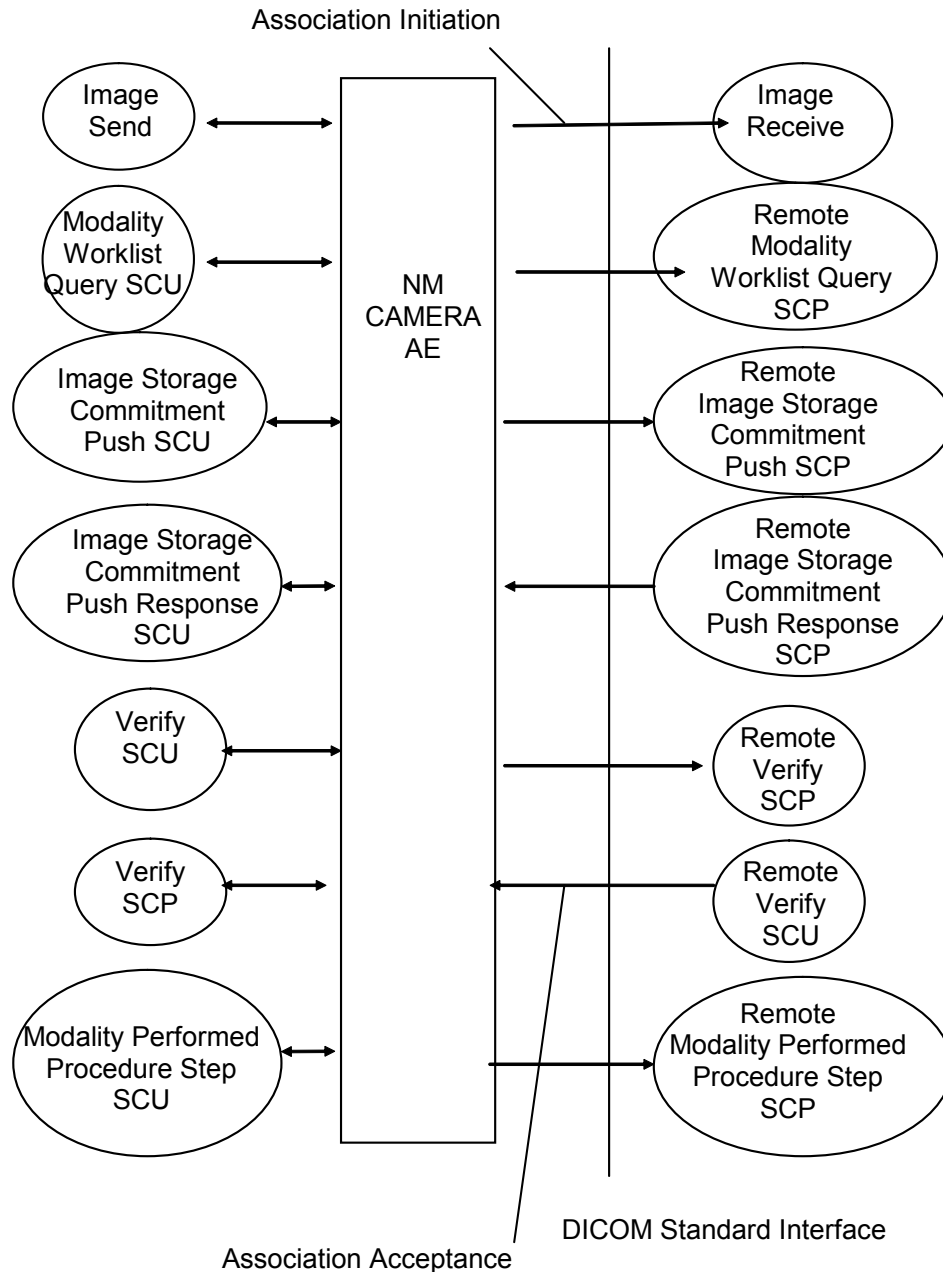 Association Initiation
Image
Send
Image
Receive
Modality
Worklist
Query SCU
Remote
Modality
Worklist Query
SCP
NM
CAMERA
AE
Image Storage
Commitment
Push SCU
Remote
Image Storage
Commitment
Push SCP
Image Storage
Commitment
Push Response
SCU
Remote
Image Storage
Commitment
Push Response
SCP
Verify
SCU
Remote
Verify
SCP
Verify
SCP
Remote
Verify
SCU
Modality Performed
Procedure Step
SCU
Remote
Modality Performed
Procedure Step
SCP
DICOM Standard Interface
Association Acceptance